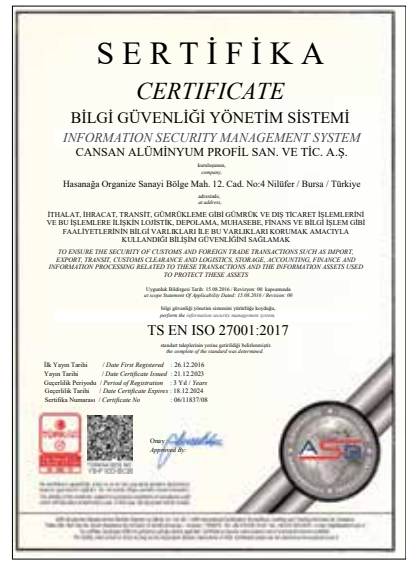 SERTİFİKA
CERTIFICATE
BİLGİ GÜVENLİĞİ YÖNETİM SİSTEMİ
INFORMATION SECURITY MANAGEMENT SYSTEM
CANSAN ALÜMİNYUM PROFİL SAN. VE TİC. A.Ş.
kuruluşunun,
company,
Hasanağa Organize Sanayi Bölge Mah. 12. Cad. No:4 Nilüfer / Bursa / Türkiye
adresinde,
at address,
İTHALAT, İHRACAT, TRANSİT, GÜMRÜKLEME GİBİ GÜMRÜK VE DIŞ TİCARET İŞLEMLERİNİ
VE BU İŞLEMLERE İLİŞKİN LOJİSTİK, DEPOLAMA, MUHASEBE, FİNANS VE BİLGİ İŞLEM GİBİ
FAALİYETLERİNİN BİLGİ VARLIKLARI İLE BU VARLIKLARI KORUMAK AMACIYLA
KULLANDIĞI BİLİŞİM GÜVENLİĞİNİ SAĞLAMAK
TO ENSURE THE SECURITY OF CUSTOMS AND FOREIGN TRADE TRANSACTIONS SUCH AS IMPORT,
EXPORT, TRANSIT, CUSTOMS CLEARANCE AND LOGISTICS, STORAGE, ACCOUNTING, FINANCE AND
INFORMATION PROCESSING RELATED TO THESE TRANSACTIONS AND THE INFORMATION ASSETS USED
TO PROTECT THESE ASSETS
Uygunluk Bildirgesi Tarih: 15.08.2016 / Revizyon: 00 kapsamında
at scope Statement Of Applicability Dated: 15.08.2016 / Revision: 00
bilgi güvenliği yönetim sistemini yürürlüğe koyduğu,
perform the information security management system,
TS EN ISO 27001:2017
standart taleplerinin yerine getirildiği belirlenmiştir.
the complete of the standard was determined.
İlk Yayın Tarihi / Date First Registered : 26.12.2016
Yayın Tarihi / Date Certificate Issued : 21.12.2023
Geçerlilik Periyodu / Period of Registration : 3 Yıl / Years
Geçerlilik Tarihi / Date Certificate Expires : 18.12.2024
Sertifika Numarası / Certificate No : 06/11837/08
Onay
Approved By: